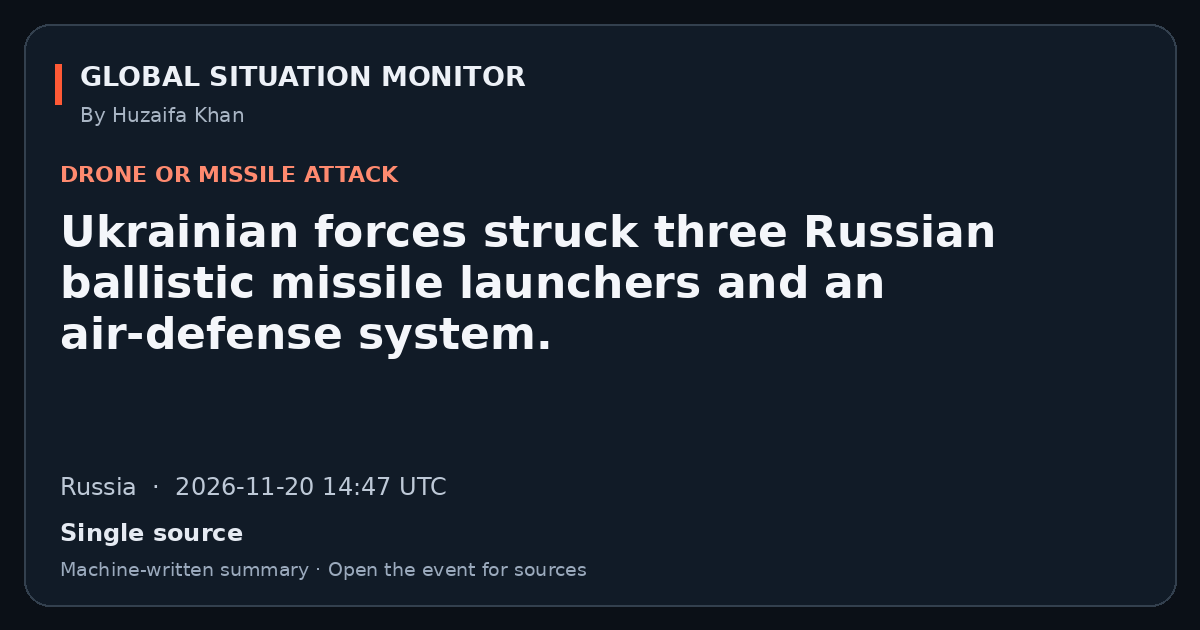 GLOBAL SITUATION MONITOR
By Huzaifa Khan
DRONE OR MISSILE ATTACK
Ukrainian forces struck three Russian
ballistic missile launchers and an
air-defense system.
Russia · 2026-11-20 14:47 UTC
Single source
Machine-written summary · Open the event for sources